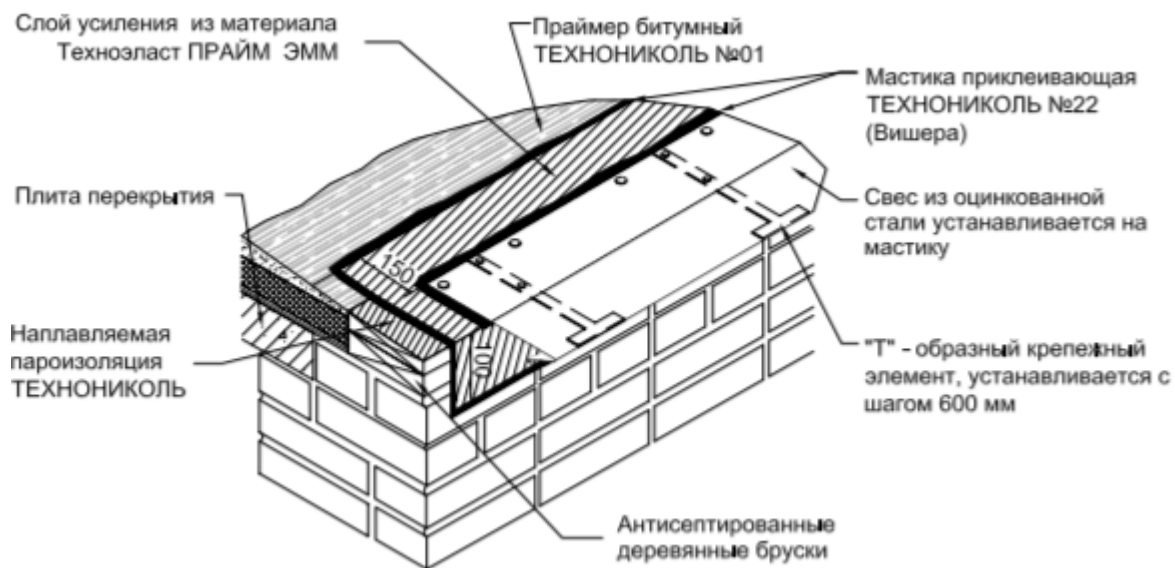 Слой усиления из материала
Техноэласт ПРАЙМ ЭММ
Праймер битумный
ТЕХНОНИКОЛЬ №01
Мастика приклеивающая
ТЕХНОНИКОЛЬ №22
(Вишера)
Плита перекрытия
Свес из оцинкованной
стали устанавливается на
мастику
150
100
Наплавляемая
пароизоляция
ТЕХНОНИКОЛЬ
"Т" - образный крепежный
элемент, устанавливается с
шагом 600 мм
Антисептированные
деревянные бруски